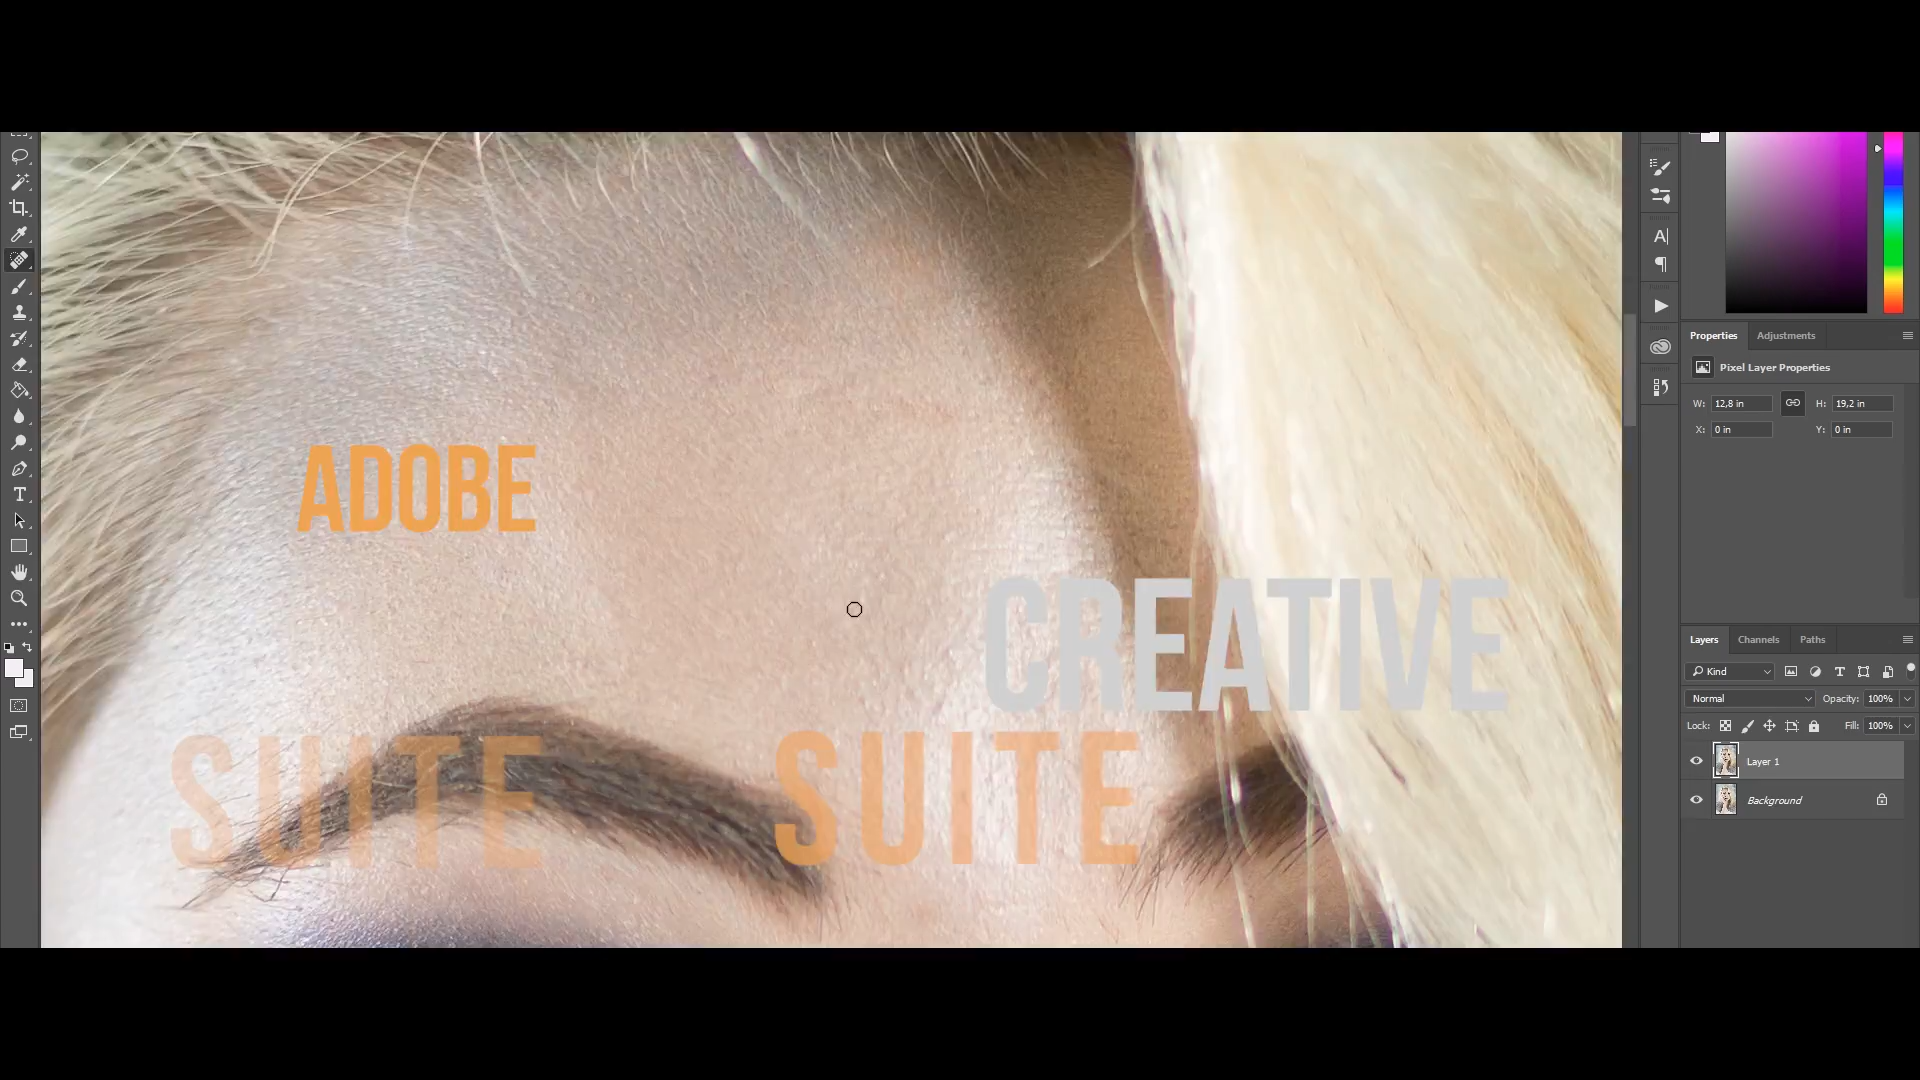 ADOBE
CREATIVE
SUITE
SUITE
Properties
Adjustments
Pixel Layer Properties
W: 12,8 in
H: 19,2 in
X: 0 in
Y: 0 in
Layers
Channels
Paths
Kind
Normal
Opacity: 100%
Lock:
Fill: 100%
Layer 1
Background